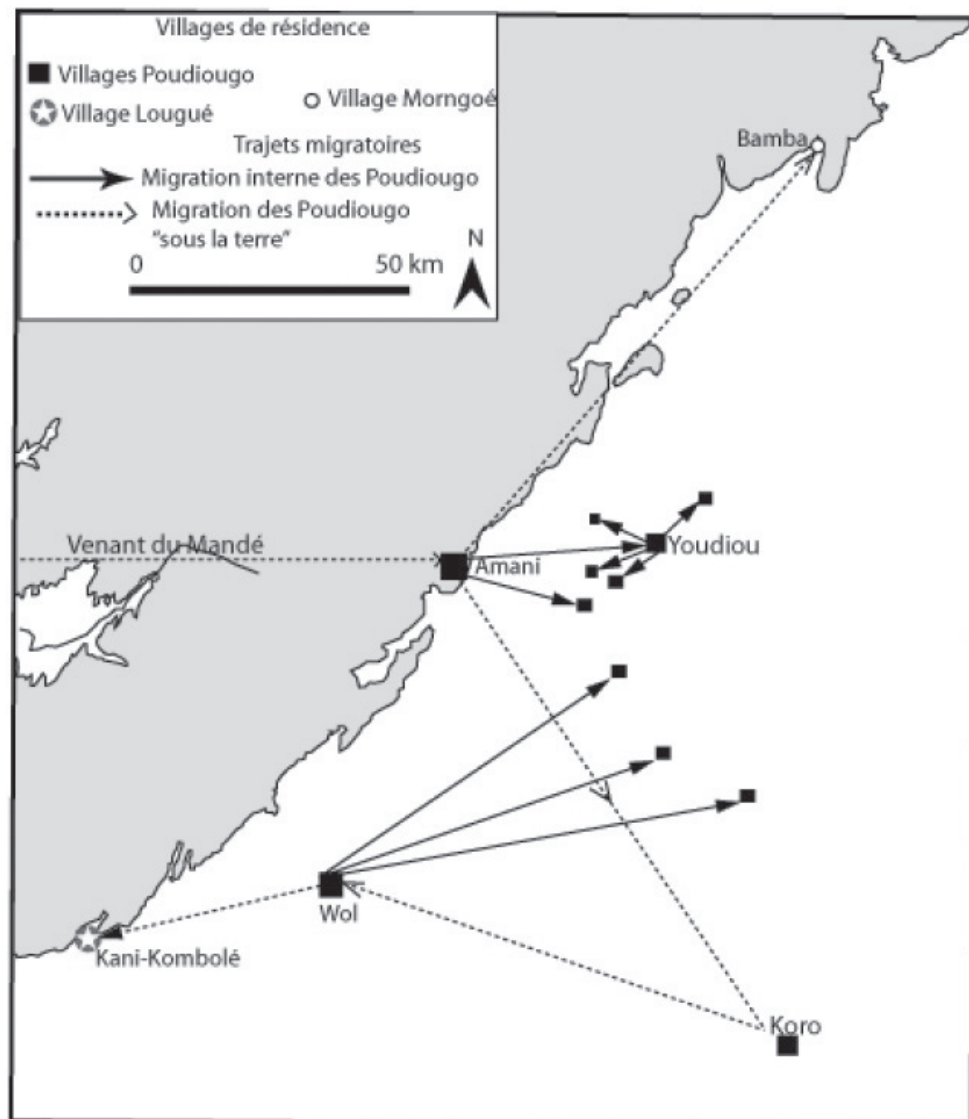 Villages de résidence
Villages Poudiougo
Village Lougué
Village Morngoé
Trajets migratoires
Migration interne des Poudiougo
Migration des Poudiougo
"sous la terre"
N
0 50 km
Bamba
Venant du Mandé
Amani
Youdiou
Wol
Kani-Kombolé
Koro